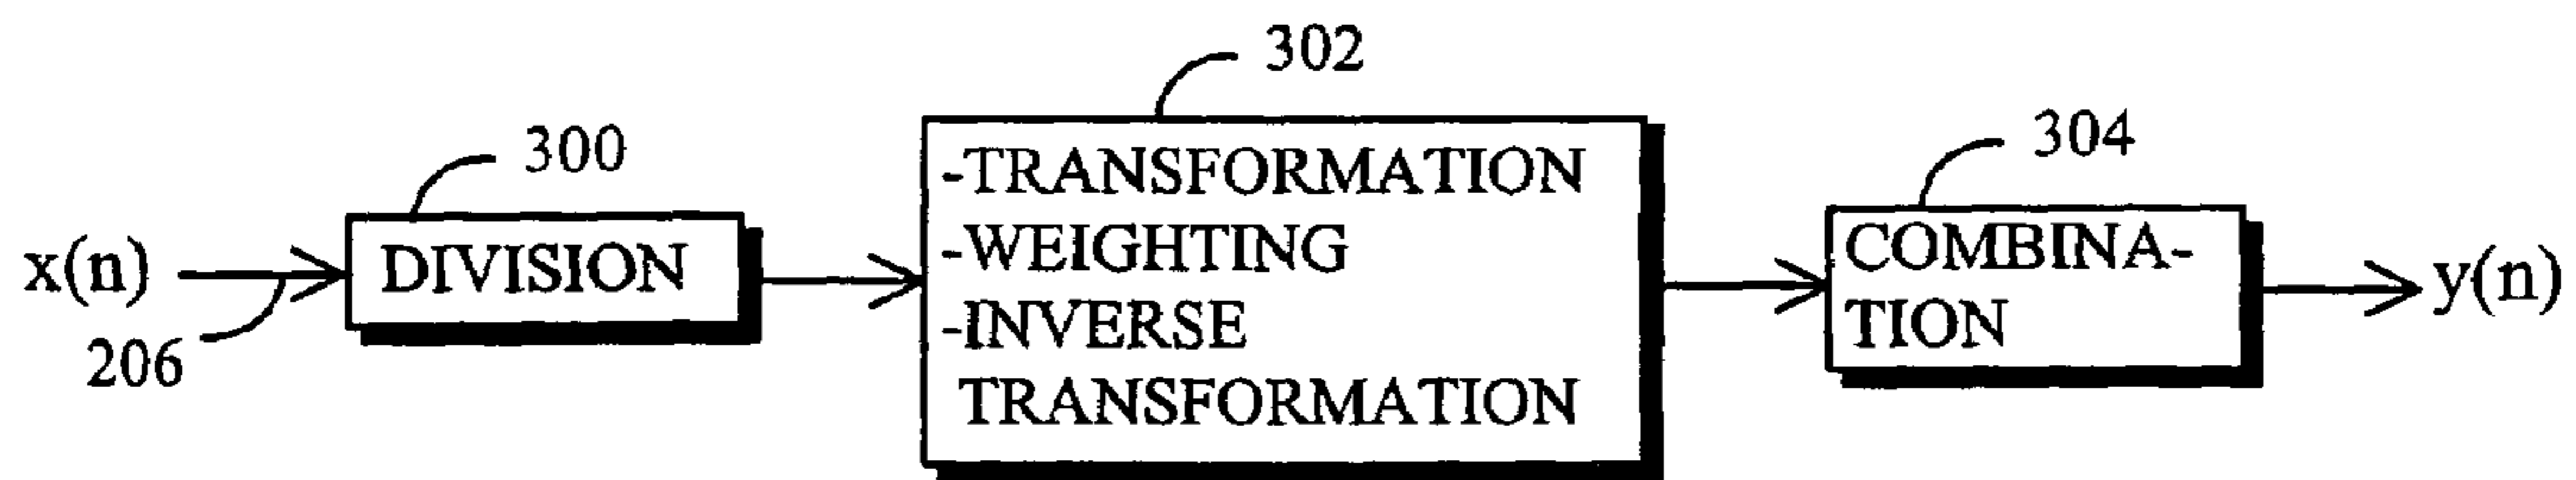 302
300
304
-TRANSFORMATION
-WEIGHTING
-INVERSE
TRANSFORMATION
x(n)
DIVISION
COMBINA-
TION
y(n)
206